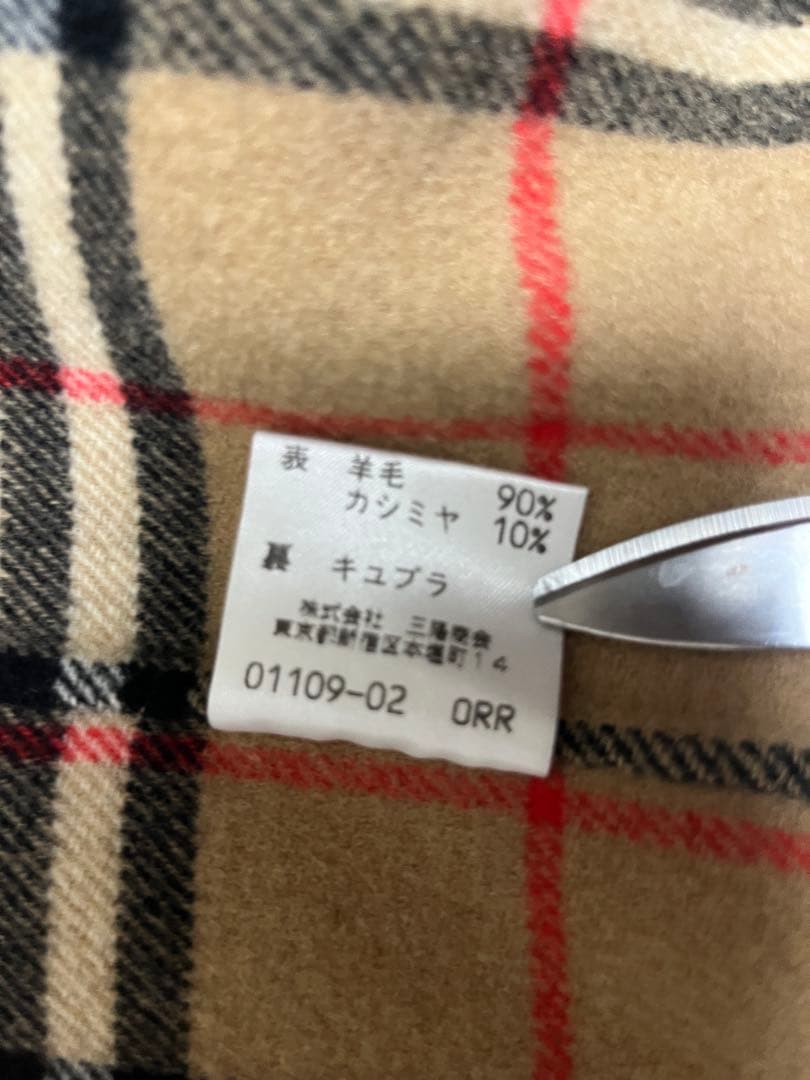 表 羊毛 90%
カシミヤ 10%
裏 キュプラ
株式会社 三陽商会
東京都新宿区本塩町14
01109-02 0RR